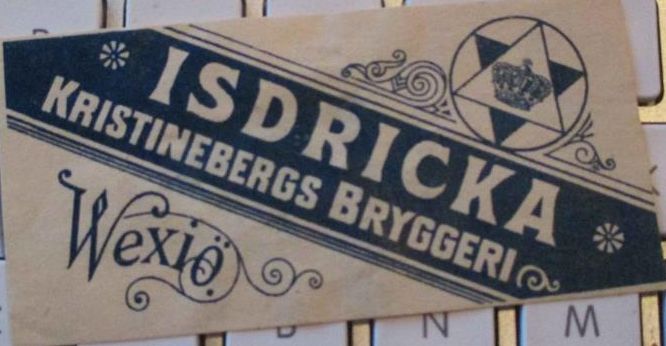 ISDRICKA
KRISTINEBERGS BRYGGERI
Wexiö.
N
M